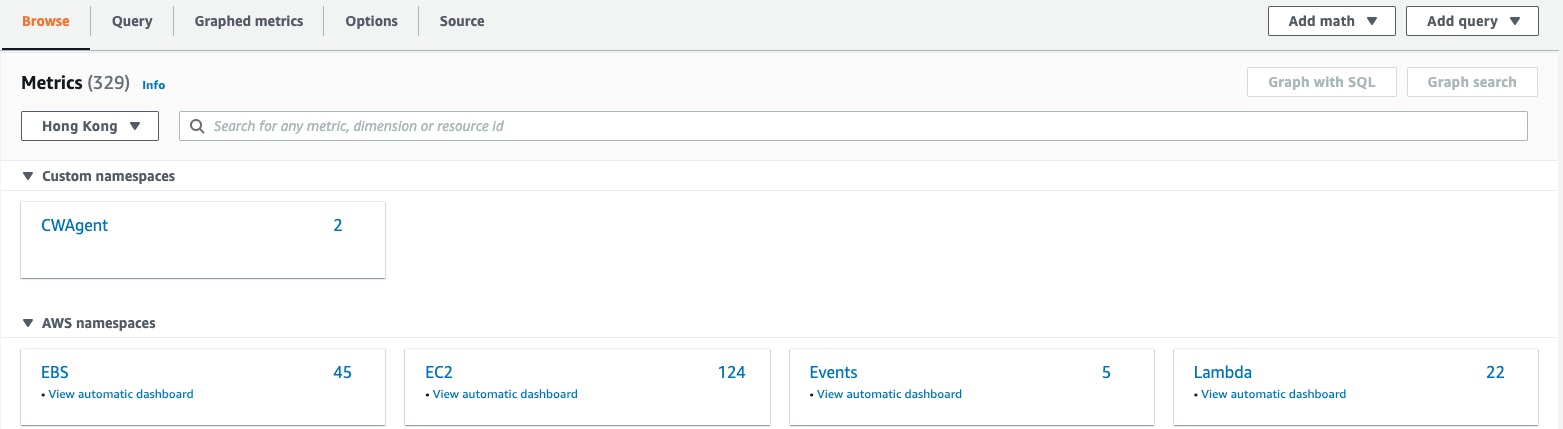 Browse Query Graphed metrics Options Source Add math ▼ Add query ▼
Metrics (329) Info Graph with SQL Graph search
Hong Kong ▼ Search for any metric, dimension or resource id
▼ Custom namespaces
CWAgent 2
▼ AWS namespaces
EBS 45 EC2 124 Events 5 Lambda 22
• View automatic dashboard • View automatic dashboard • View automatic dashboard • View automatic dashboard